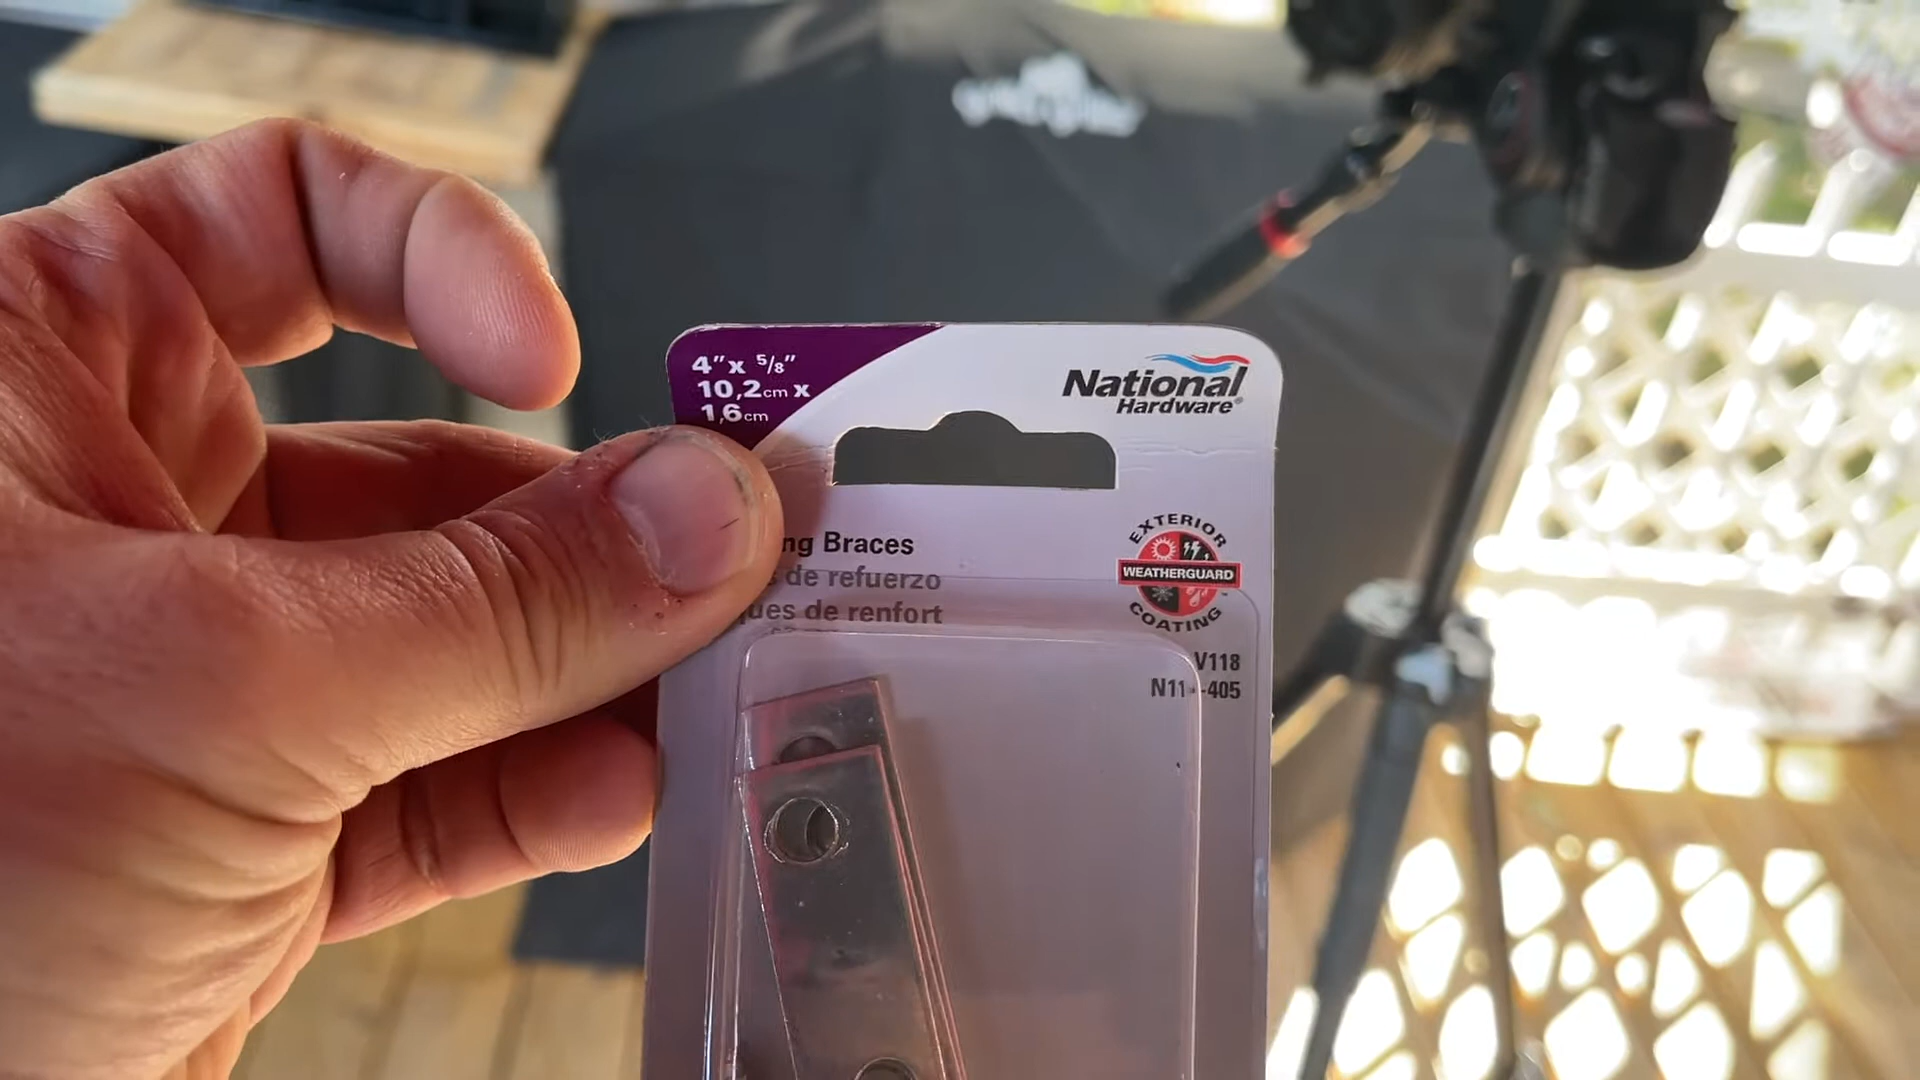 4" x 5/8"
10,2cm x
1,6cm
National
Hardware
ng Braces
s de refuerzo
ques de renfort
EXTERIOR
WEATHERGUARD
COATING
V118
N11 -405